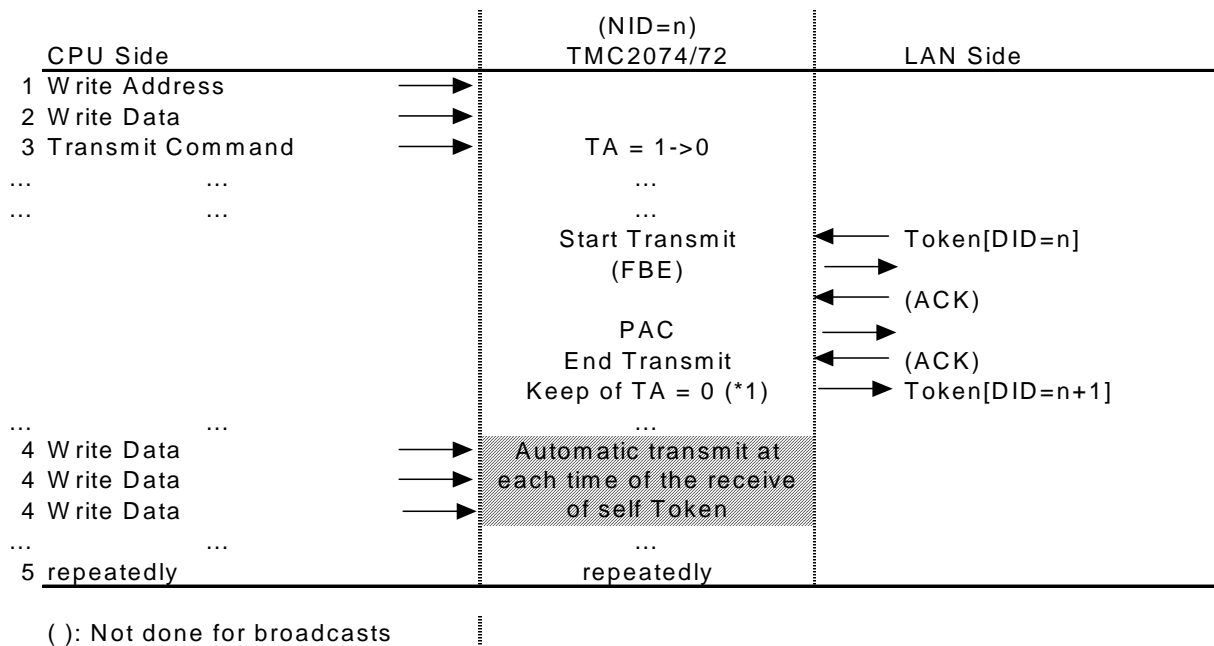 (NID=n)
CPU Side TMC2074/72 LAN Side
1 Write Address
2 Write Data
3 Transmit Command TA = 1->0
... ... ...
... ... ...
Start Transmit Token[DID=n]
(FBE)
(ACK)
PAC
End Transmit (ACK)
Keep of TA = 0 (*1) Token[DID=n+1]
... ... ...
4 Write Data Automatic transmit at
4 Write Data each time of the receive
4 Write Data of self Token
... ... ...
5 repeatedly repeatedly
( ): Not done for broadcasts